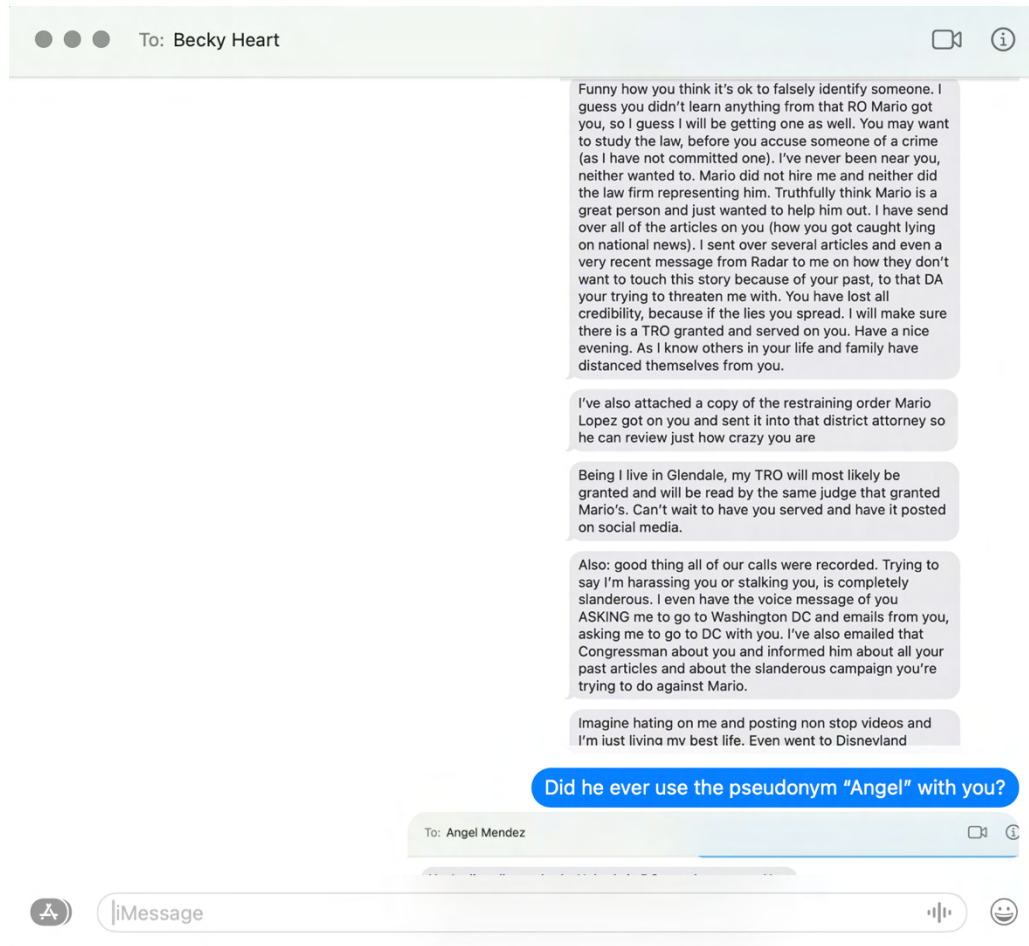 To: Becky Heart
Funny how you think it’s ok to falsely identify someone. I
guess you didn’t learn anything from that RO Mario got
you, so I guess I will be getting one as well. You may want
to study the law, before you accuse someone of a crime
(as I have not committed one). I’ve never been near you,
neither wanted to. Mario did not hire me and neither did
the law firm representing him. Truthfully think Mario is a
great person and just wanted to help him out. I have send
over all of the articles on you (how you got caught lying
on national news). I sent over several articles and even a
very recent message from Radar to me on how they don’t
want to touch this story because of your past, to that DA
your trying to threaten me with. You have lost all
credibility, because if the lies you spread. I will make sure
there is a TRO granted and served on you. Have a nice
evening. As I know others in your life and family have
distanced themselves from you.
I’ve also attached a copy of the restraining order Mario
Lopez got on you and sent it into that district attorney so
he can review just how crazy you are
Being I live in Glendale, my TRO will most likely be
granted and will be read by the same judge that granted
Mario’s. Can’t wait to have you served and have it posted
on social media.
Also: good thing all of our calls were recorded. Trying to
say I’m harassing you or stalking you, is completely
slanderous. I even have the voice message of you
ASKING me to go to Washington DC and emails from you,
asking me to go to DC with you. I’ve also emailed that
Congressman about you and informed him about all your
past articles and about the slanderous campaign you’re
trying to do against Mario.
Imagine hating on me and posting non stop videos and
I’m just living my best life. Even went to Disneyland
Did he ever use the pseudonym “Angel” with you?
To: Angel Mendez
iMessage